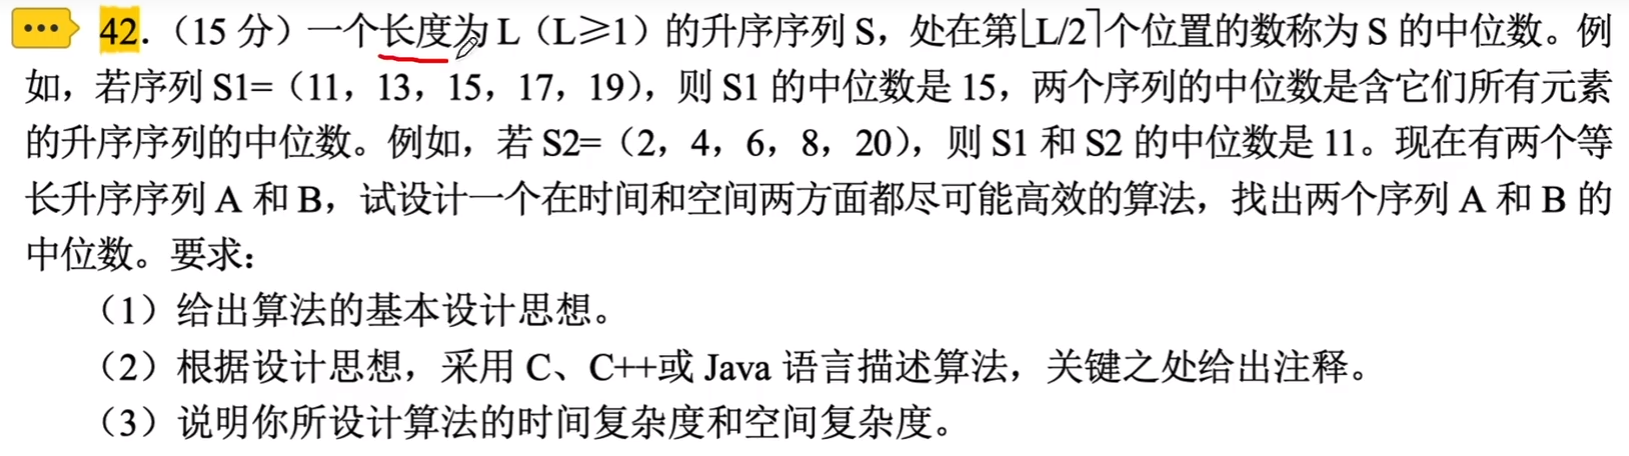 42.（15 分）一个长度为 L（L≥1）的升序序列 S，处在第⌊L/2⌉个位置的数称为 S 的中位数。例
如，若序列 S1=（11，13，15，17，19），则 S1 的中位数是 15，两个序列的中位数是含它们所有元素
的升序序列的中位数。例如，若 S2=（2，4，6，8，20），则 S1 和 S2 的中位数是 11。现在有两个等
长升序序列 A 和 B，试设计一个在时间和空间两方面都尽可能高效的算法，找出两个序列 A 和 B 的
中位数。要求：
（1）给出算法的基本设计思想。
（2）根据设计思想，采用 C、C++或 Java 语言描述算法，关键之处给出注释。
（3）说明你所设计算法的时间复杂度和空间复杂度。